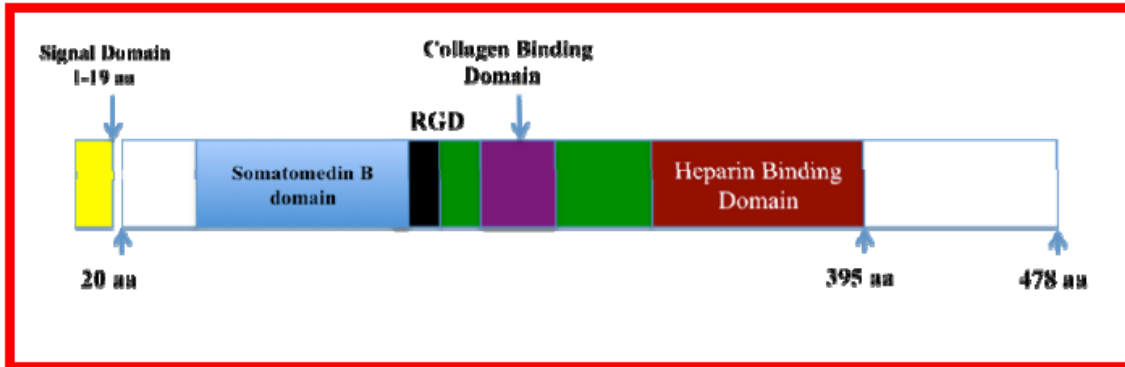 Signal Domain
1-19 aa
Collagen Binding
Domain
RGD
Somatomedin B
domain
Heparin Binding
Domain
20 aa
395 aa
478 aa